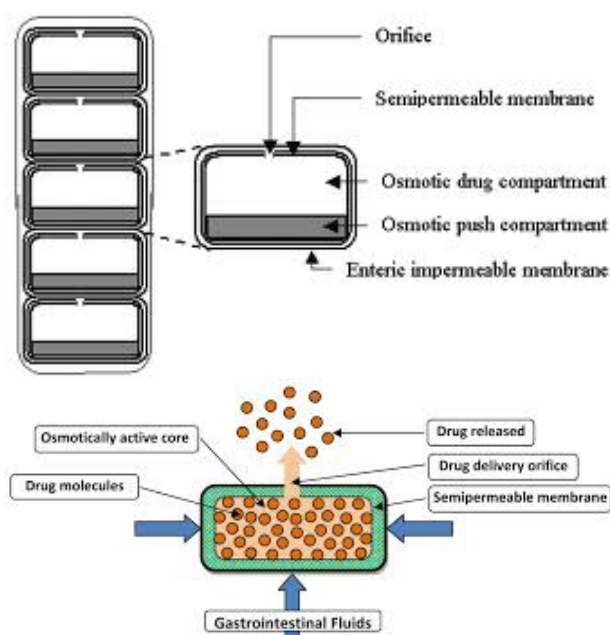 Orifice
Semipermeable membrane
Osmotic drug compartment
Osmotic push compartment
Enteric impermeable membrane
Osmotically active core
Drug released
Drug delivery orifice
Drug molecules
Semipermeable membrane
Gastrointestinal Fluids